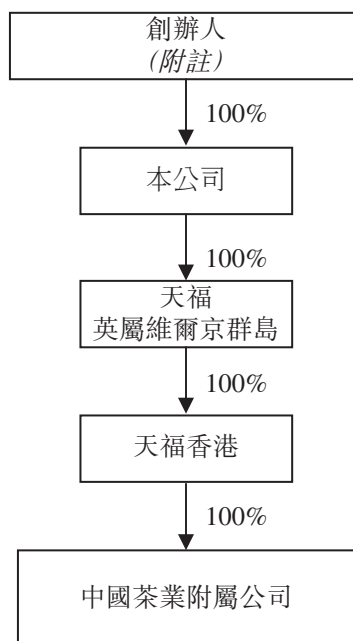 創辦人
(附註)
100%
本公司
100%
天福
英屬維爾京群島
100%
天福香港
100%
中國茶業附屬公司